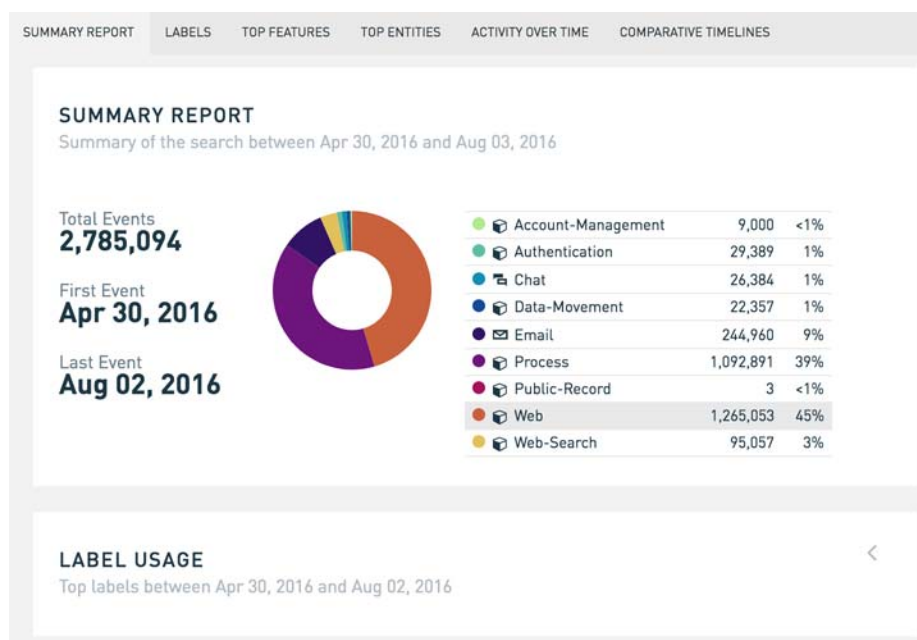 SUMMARY REPORT LABELS TOP FEATURES TOP ENTITIES ACTIVITY OVER TIME COMPARATIVE TIMELINES
SUMMARY REPORT
Summary of the search between Apr 30, 2016 and Aug 03, 2016
Total Events
2,785,094
First Event
Apr 30, 2016
Last Event
Aug 02, 2016
Account-Management 9,000 <1%
Authentication 29,389 1%
Chat 26,384 1%
Data-Movement 22,357 1%
Email 244,960 9%
Process 1,092,891 39%
Public-Record 3 <1%
Web 1,265,053 45%
Web-Search 95,057 3%
LABEL USAGE
Top labels between Apr 30, 2016 and Aug 02, 2016